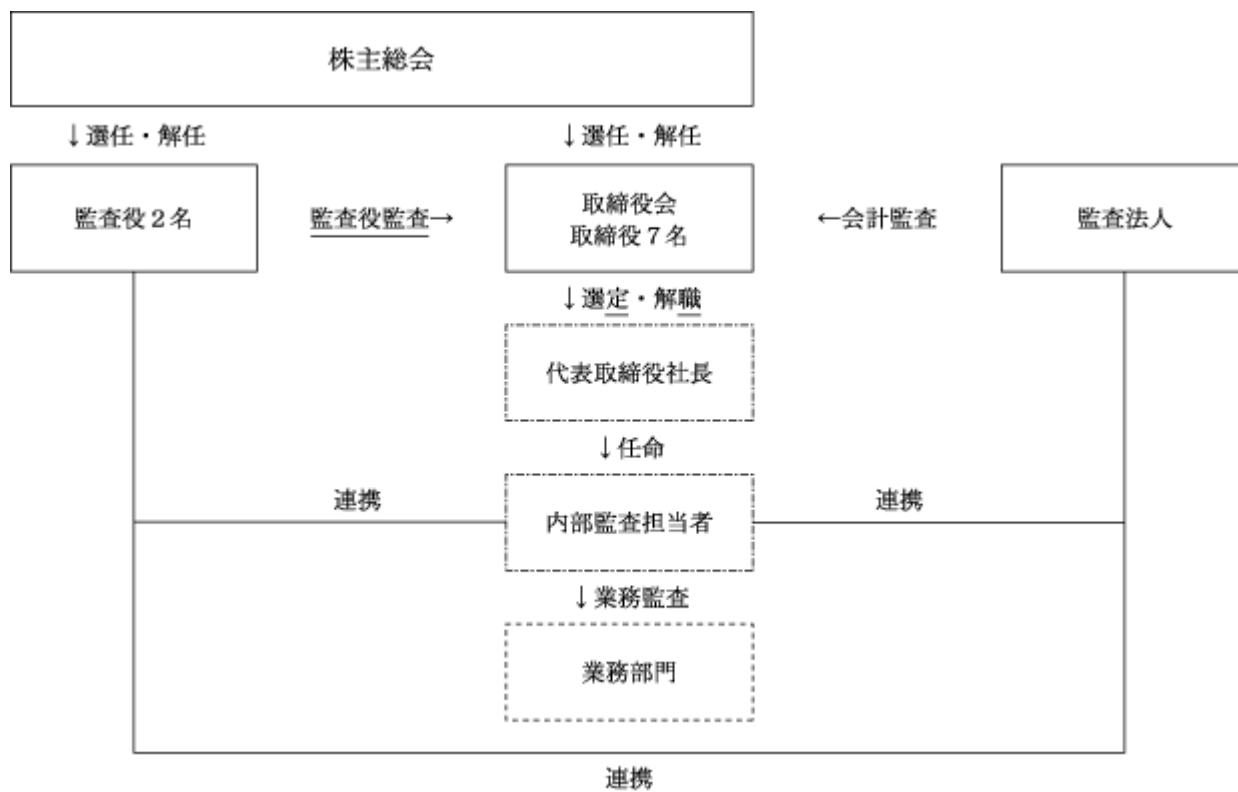 株主総会
↓選任・解任
↓選任・解任
監査役２名
監査役監査→
取締役会
取締役７名
←会計監査
監査法人
↓選定・解職
代表取締役社長
↓任命
連携
内部監査担当者
連携
↓業務監査
業務部門
連携